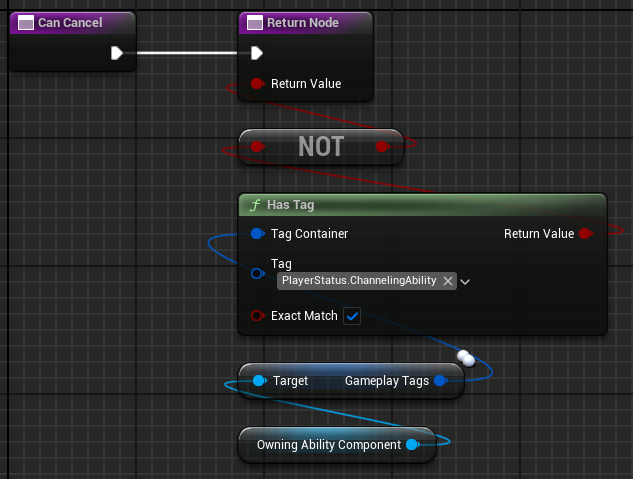 Can Cancel
Return Node
Return Value
NOT
f Has Tag
Tag Container
Return Value
Tag
PlayerStatus.ChannelingAbility
Exact Match
Target
Gameplay Tags
Owning Ability Component